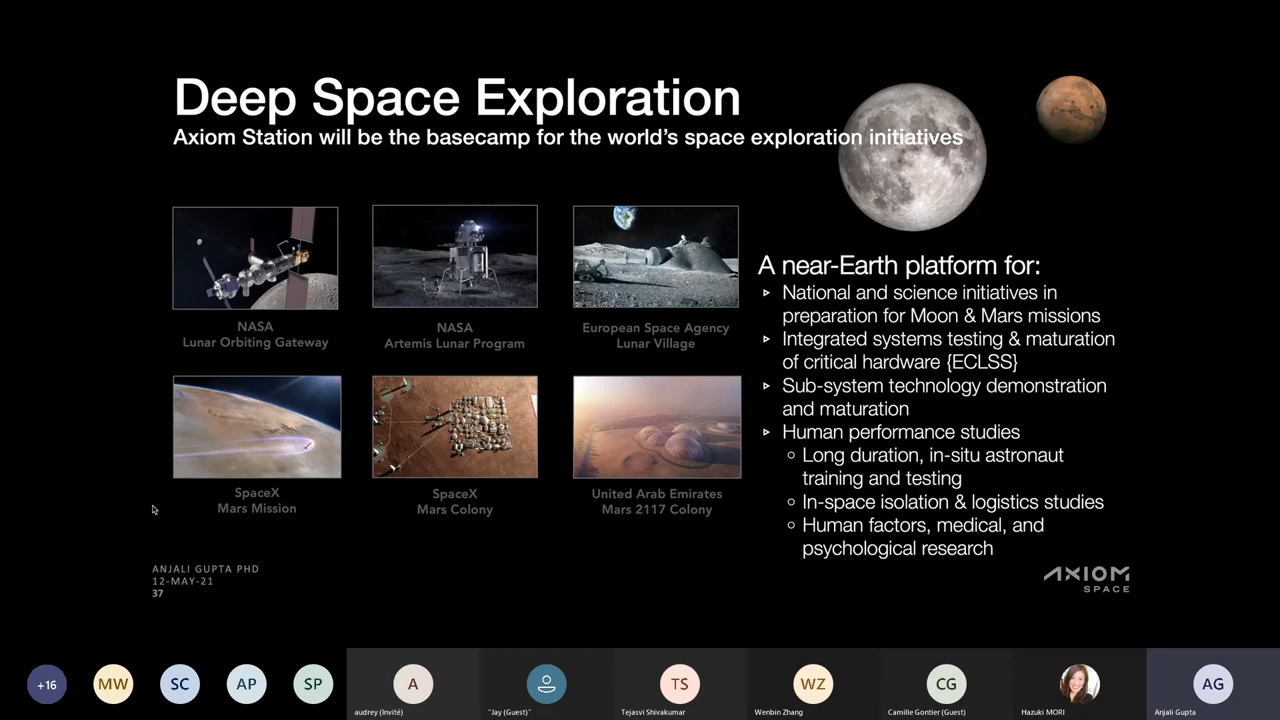 Deep Space Exploration
Axiom Station will be the basecamp for the world's space exploration initiatives
NASA
Lunar Orbiting Gateway
NASA
Artemis Lunar Program
European Space Agency
Lunar Village
SpaceX
Mars Mission
SpaceX
Mars Colony
United Arab Emirates
Mars 2117 Colony
A near-Earth platform for:
National and science initiatives in
preparation for Moon & Mars missions
Integrated systems testing & maturation
of critical hardware {ECLSS}
Sub-system technology demonstration
and maturation
Human performance studies
Long duration, in-situ astronaut
training and testing
In-space isolation & logistics studies
Human factors, medical, and
psychological research
ANJALI GUPTA PHD
12-MAY-21
37
AXIOM
SPACE
+16
MW
SC
AP
SP
A
TS
WZ
CG
AG
audrey (Invité)
"Jay (Guest)"
Tejasvi Shivakumar
Wenbin Zhang
Camille Gontier (Guest)
Hazuki MORI
Anjali Gupta